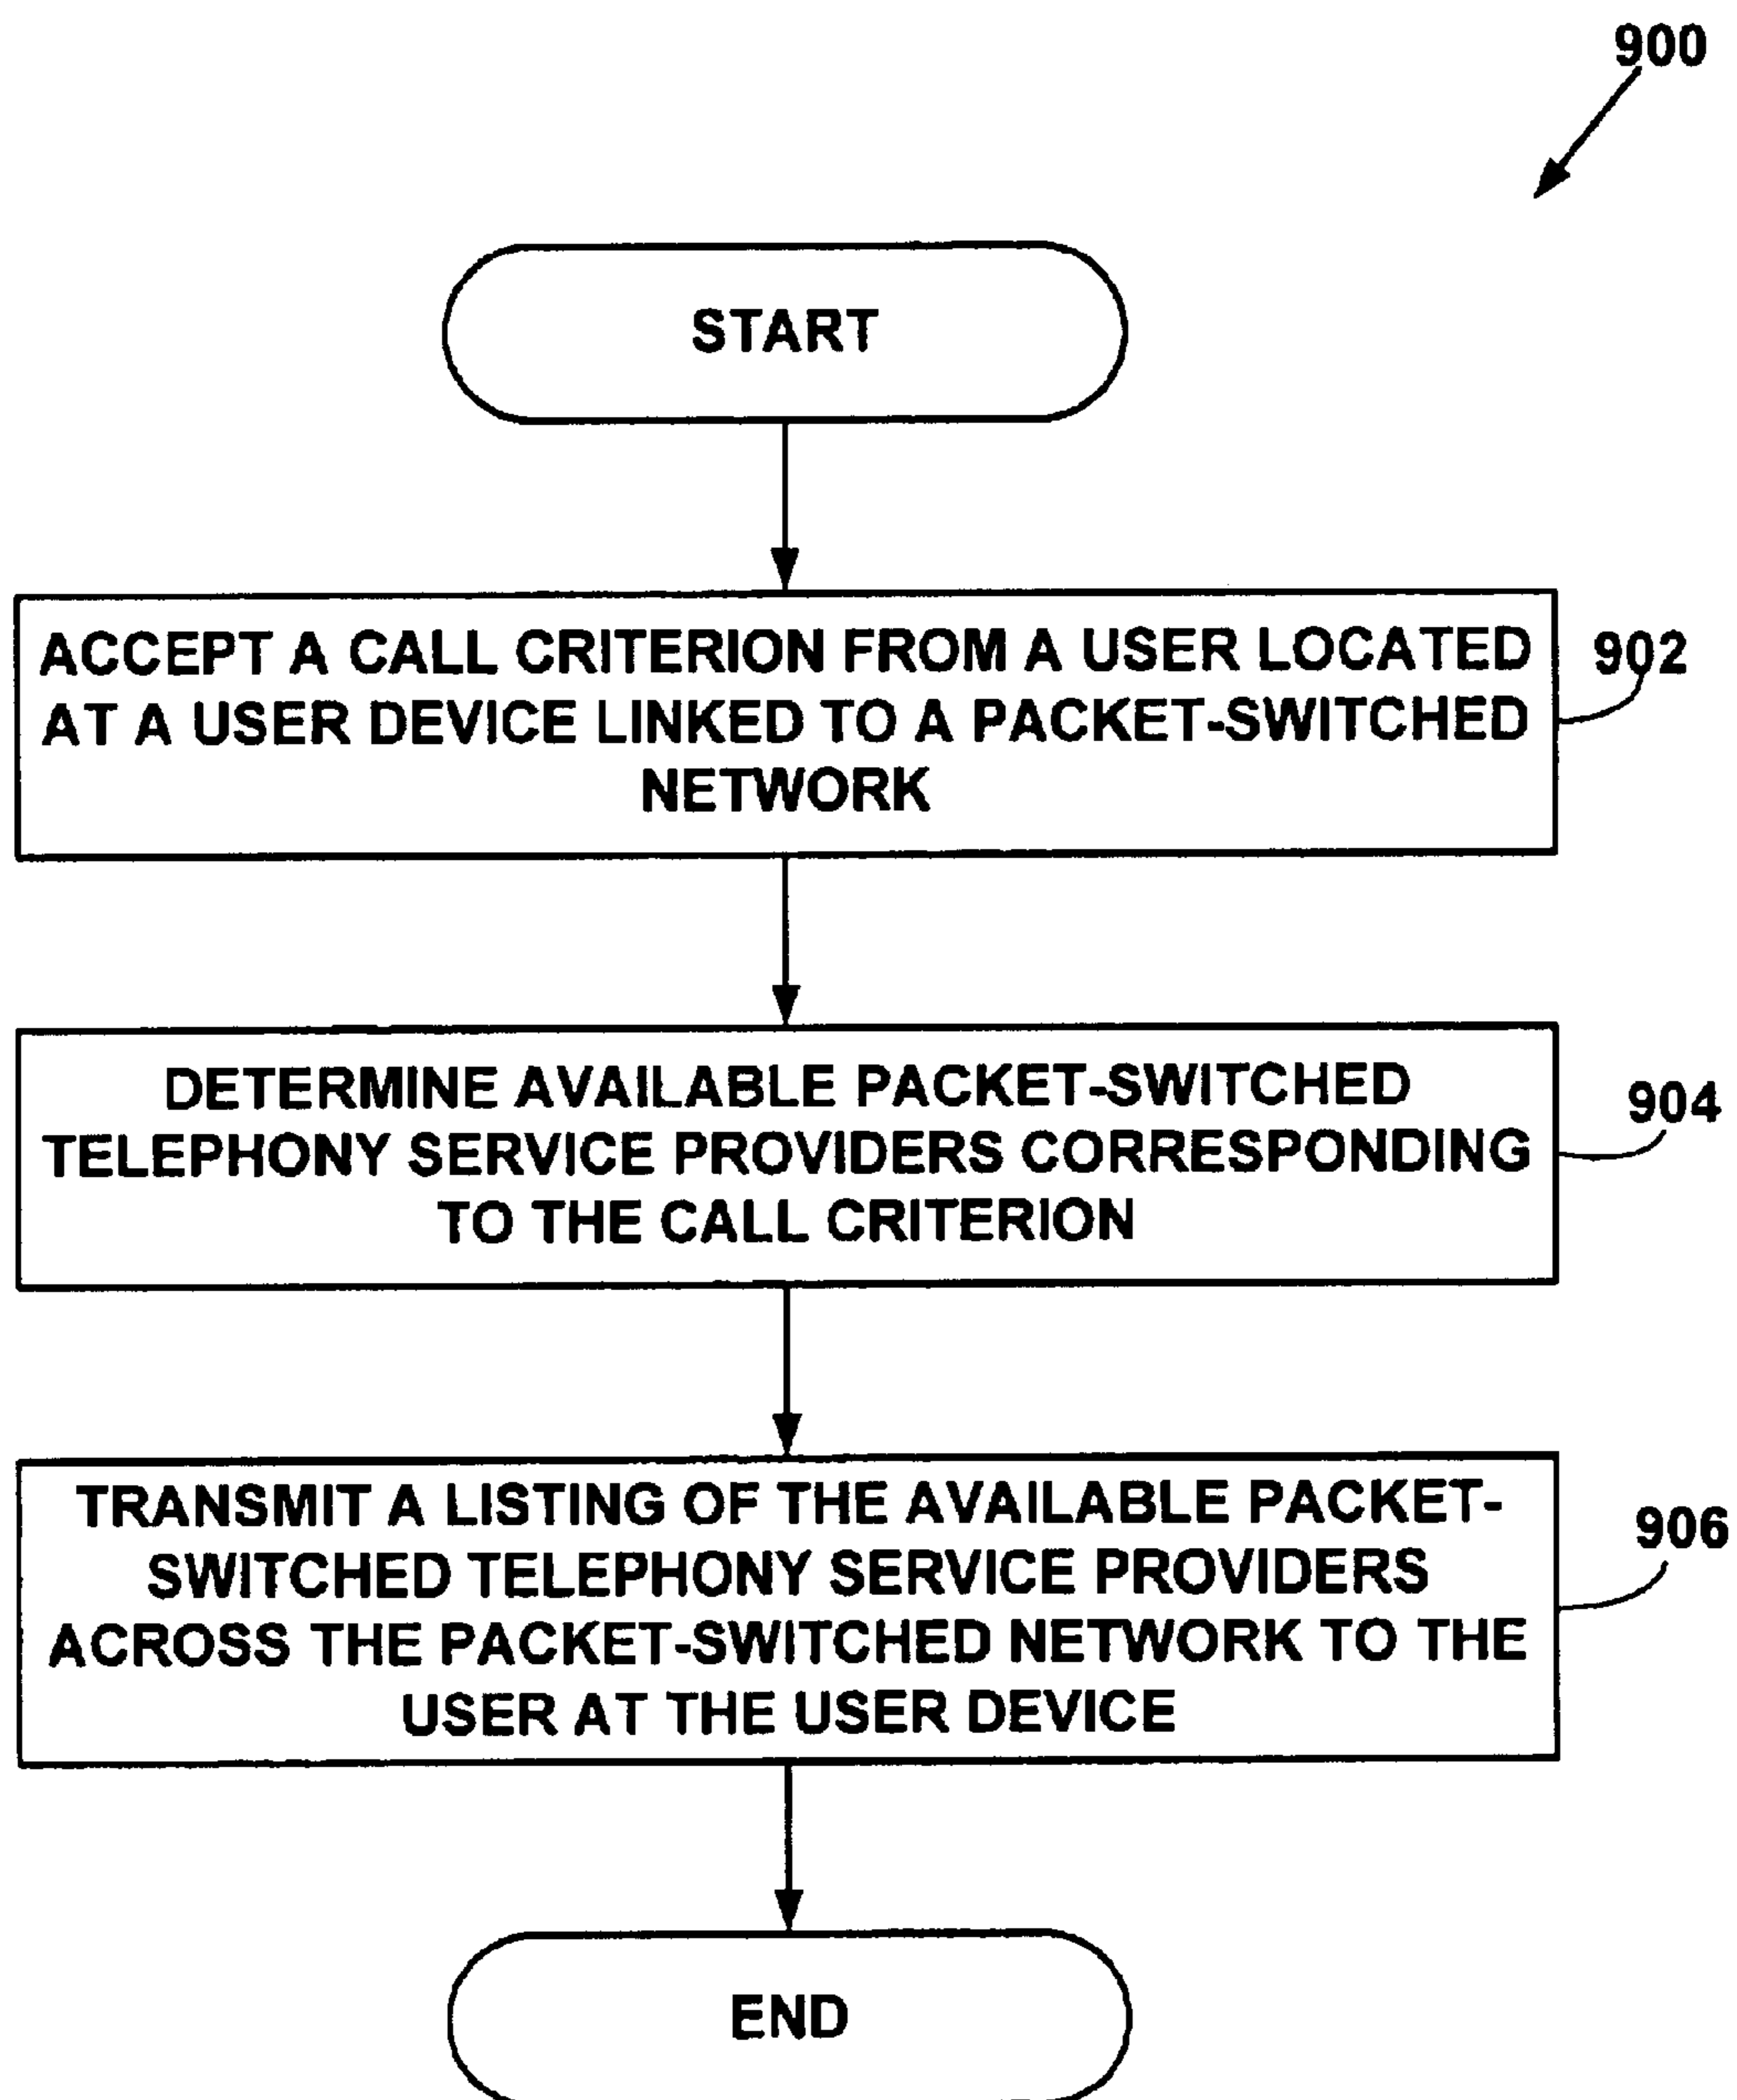 900
START
ACCEPT A CALL CRITERION FROM A USER LOCATED
AT A USER DEVICE LINKED TO A PACKET-SWITCHED
NETWORK
902
DETERMINE AVAILABLE PACKET-SWITCHED
TELEPHONY SERVICE PROVIDERS CORRESPONDING
TO THE CALL CRITERION
904
TRANSMIT A LISTING OF THE AVAILABLE PACKET-
SWITCHED TELEPHONY SERVICE PROVIDERS
ACROSS THE PACKET-SWITCHED NETWORK TO THE
USER AT THE USER DEVICE
906
END